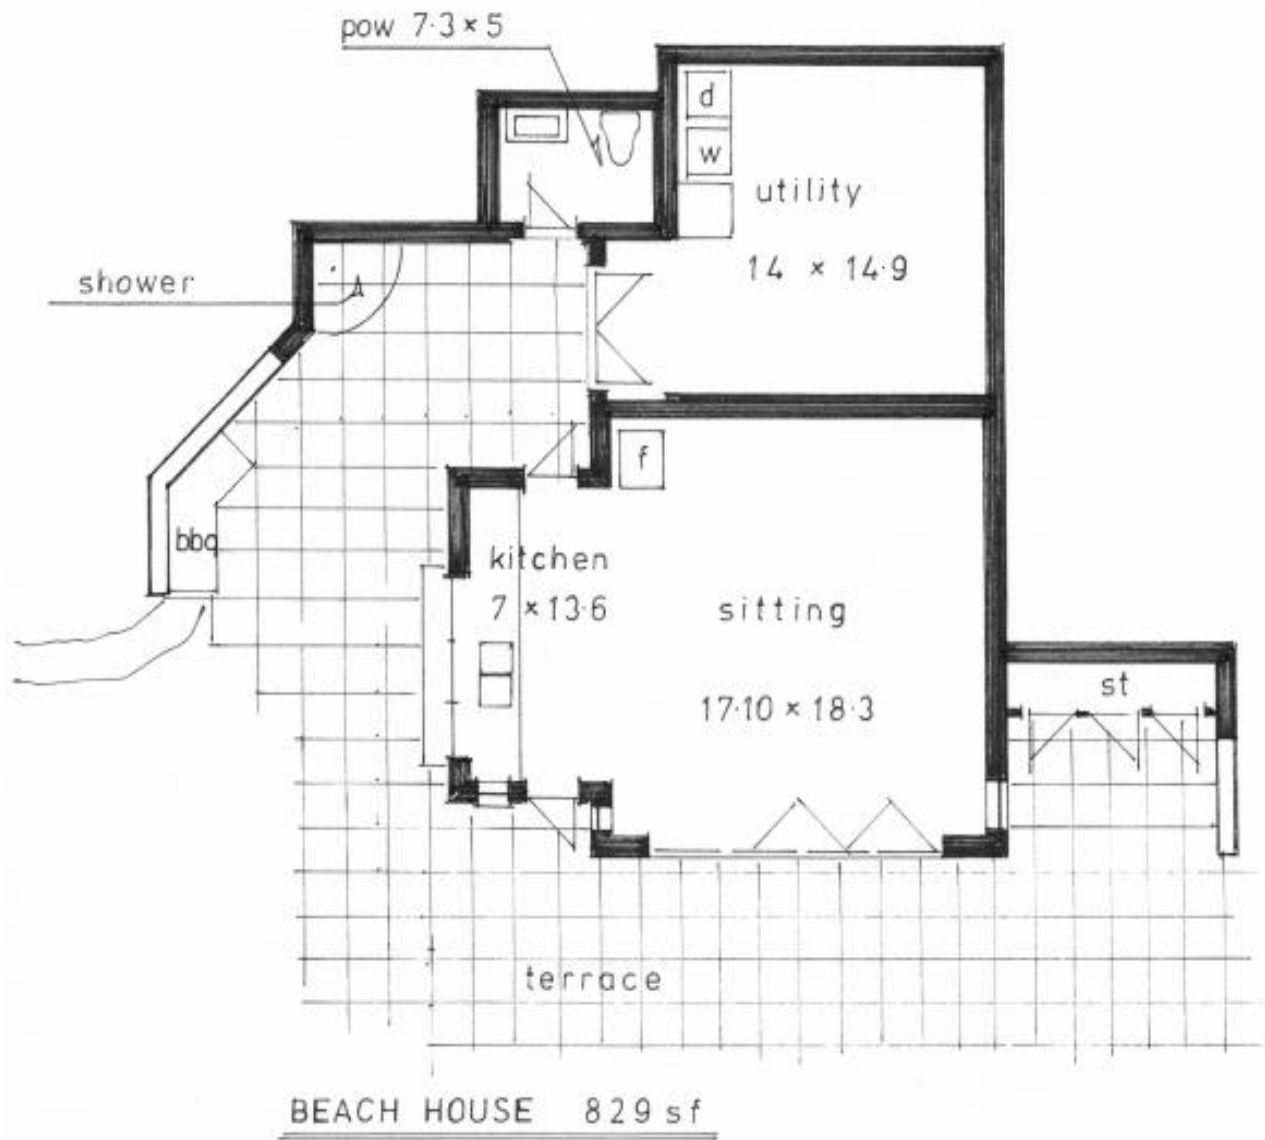 pow 7·3 × 5
d
w
utility
14 × 14·9
shower
f
bbq
kitchen
7 × 13·6
sitting
17·10 × 18·3
st
terrace
BEACH HOUSE 829 sf